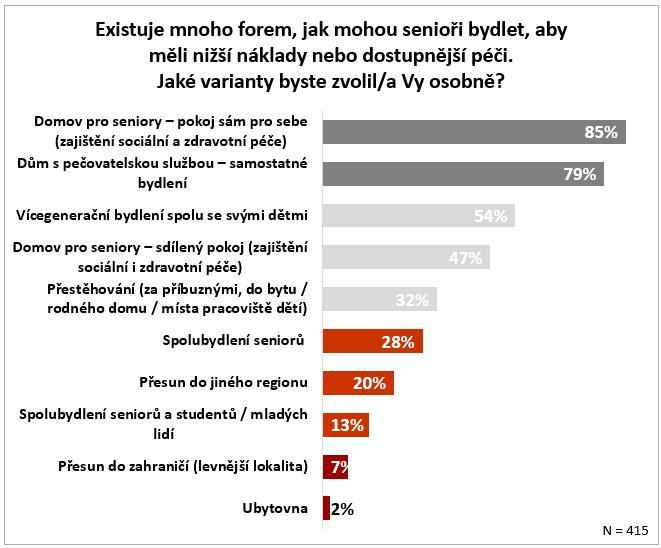 Existuje mnoho forem, jak mohou senioři bydlet, aby
měli nižší náklady nebo dostupnější péči.
Jaké varianty byste zvolil/a Vy osobně?
Domov pro seniory – pokoj sám pro sebe
(zajištění sociální a zdravotní péče)
85%
Dům s pečovatelskou službou – samostatné
bydlení
79%
Vícegenerační bydlení spolu se svými dětmi
54%
Domov pro seniory – sdílený pokoj (zajištění
sociální i zdravotní péče)
47%
Přestěhování (za příbuznými, do bytu /
rodného domu / místa pracoviště dětí)
32%
Spolubydlení seniorů
28%
Přesun do jiného regionu
20%
Spolubydlení seniorů a studentů / mladých
lidí
13%
Přesun do zahraničí (levnější lokalita)
7%
Ubytovna
2%
N = 415